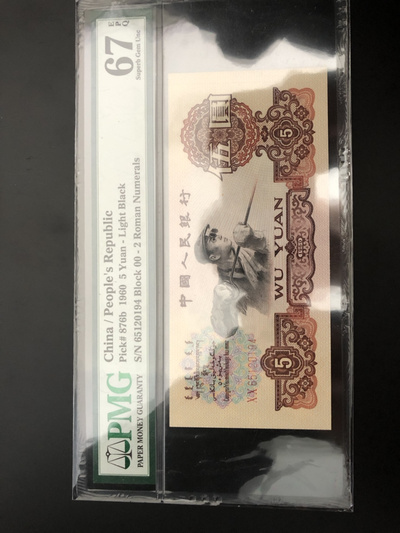 China / People's Republic
Pick# 876b 1960 5 Yuan - Light Black
S/N 65120194 Block 00 - 2 Roman Numerals
67
EPQ
Superb Gem Unc
PMG
PAPER MONEY GUARANTY
中國人民銀行
伍圓
5
WU YUAN
5